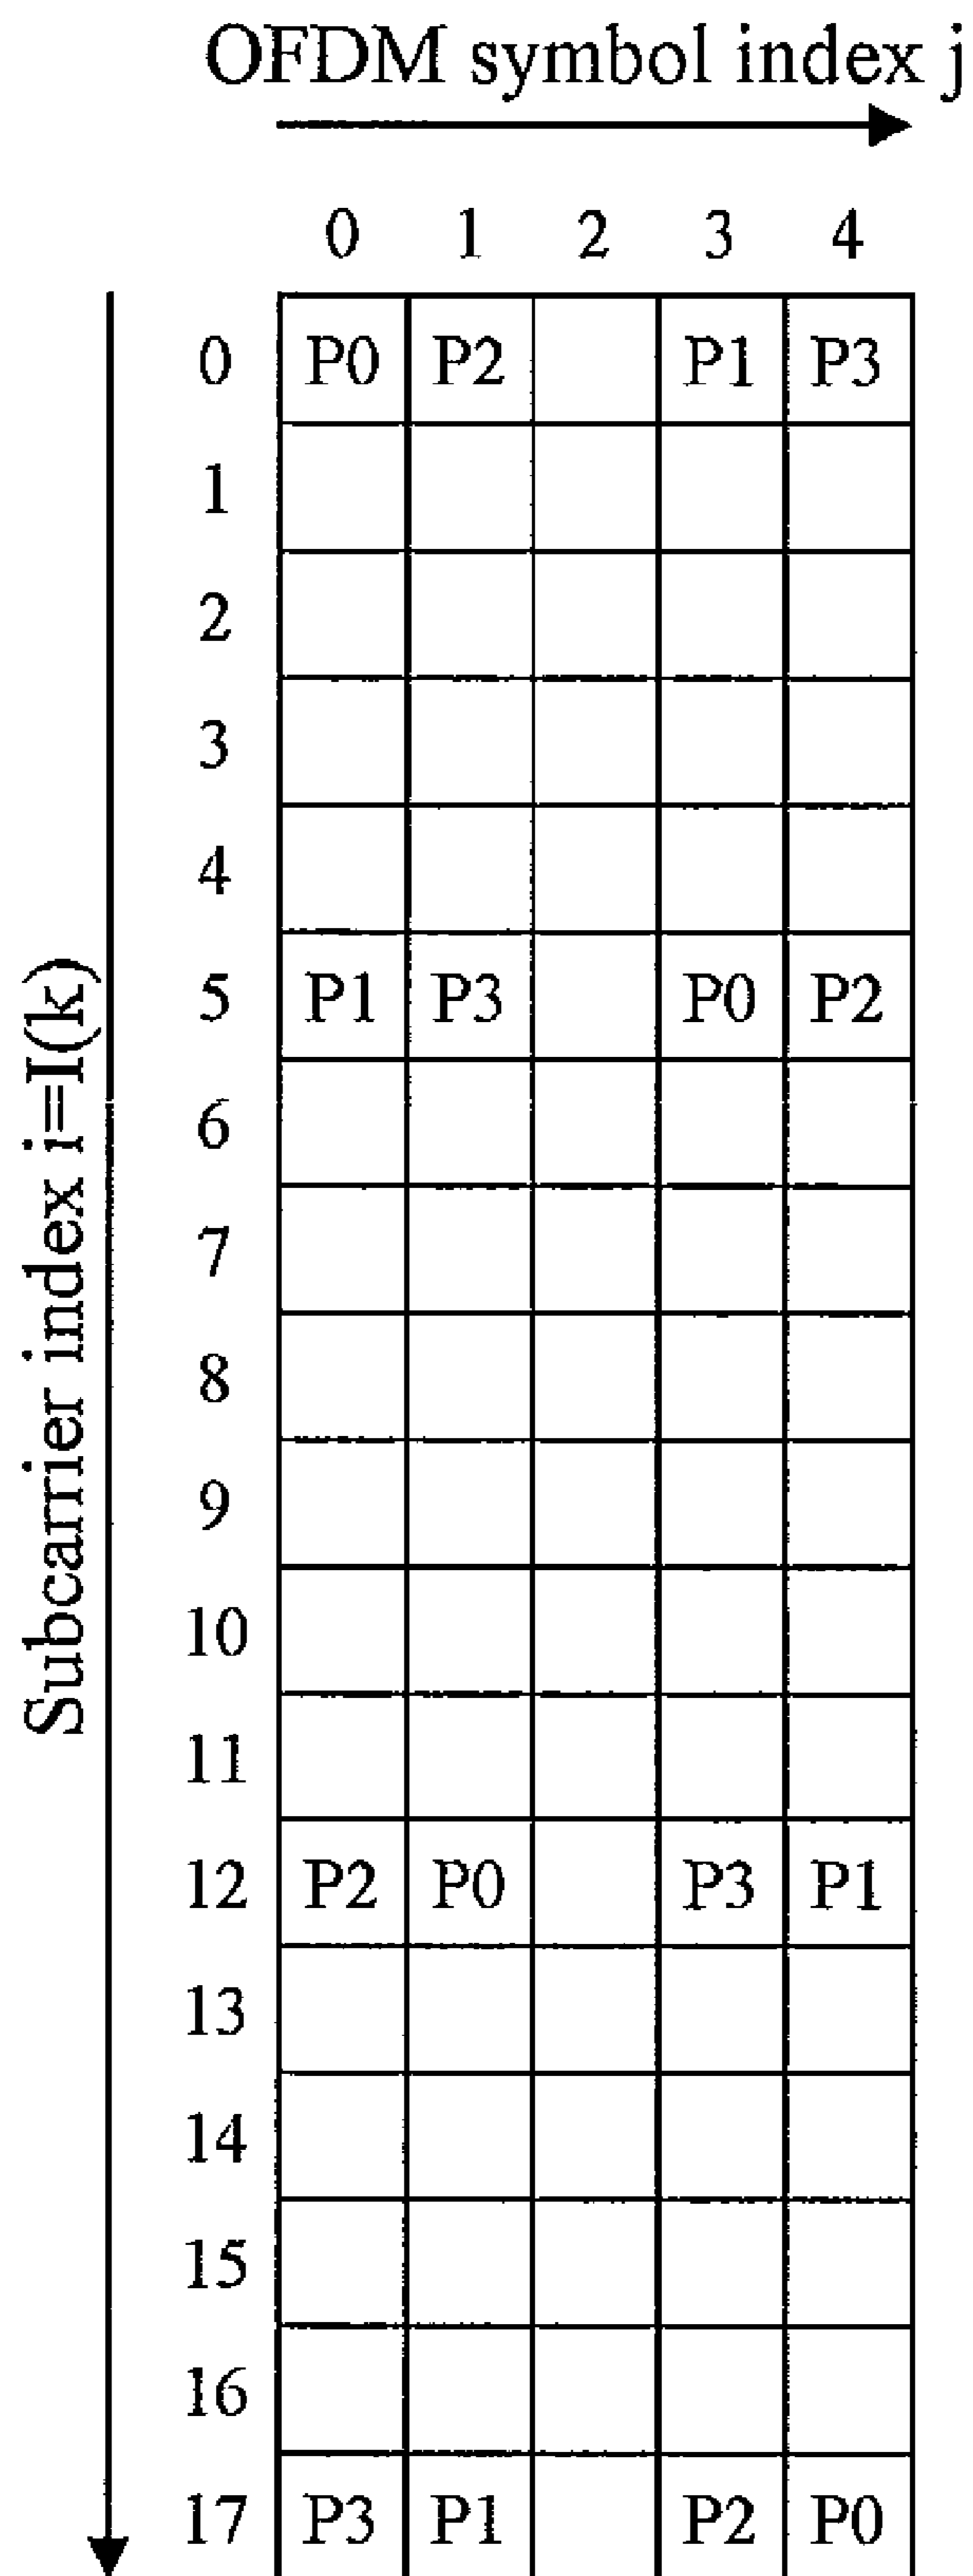 OFDM symbol index j
0 1 2 3 4
Subcarrier index i=I(k)
0 P0 P2 P1 P3
1
2
3
4
5 P1 P3 P0 P2
6
7
8
9
10
11
12 P2 P0 P3 P1
13
14
15
16
17 P3 P1 P2 P0